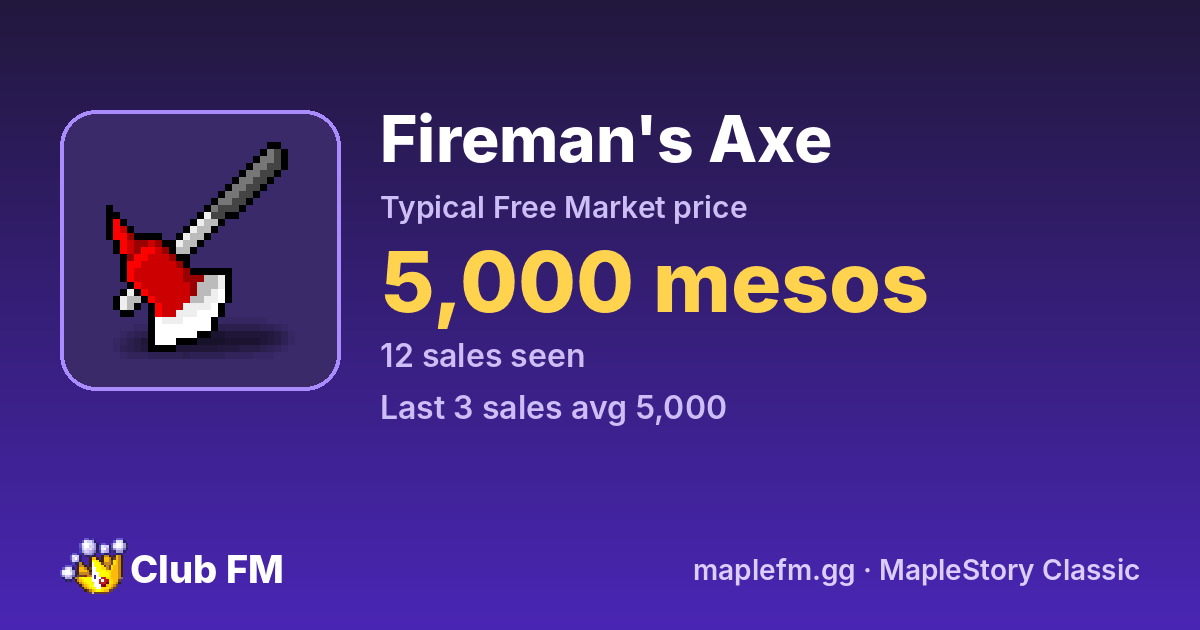 Fireman's Axe
Typical Free Market price
5,000 mesos
12 sales seen
Last 3 sales avg 5,000
Club FM
maplefm.gg · MapleStory Classic